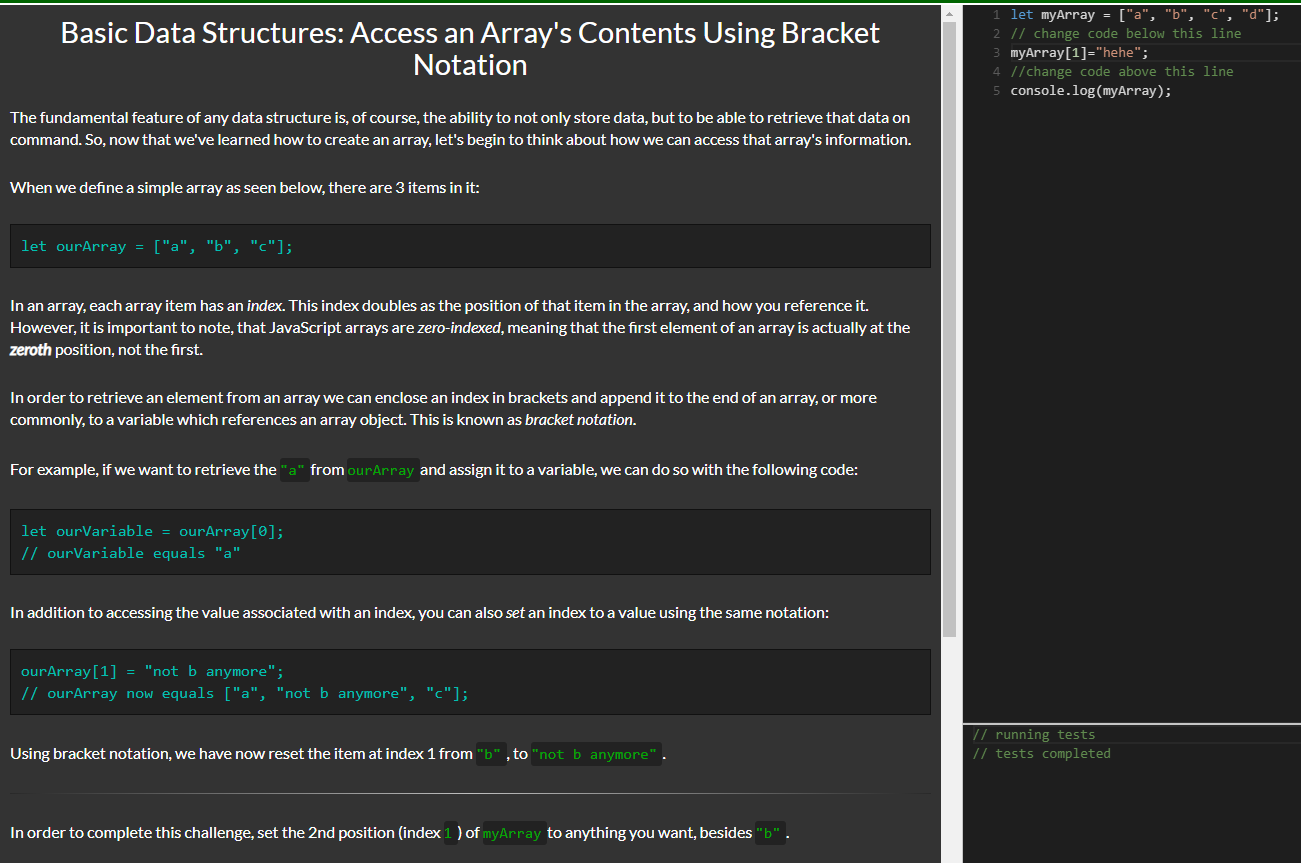 Basic Data Structures: Access an Array's Contents Using Bracket
Notation
The fundamental feature of any data structure is, of course, the ability to not only store data, but to be able to retrieve that data on
command. So, now that we've learned how to create an array, let's begin to think about how we can access that array's information.
When we define a simple array as seen below, there are 3 items in it:
let ourArray = ["a", "b", "c"];
In an array, each array item has an index. This index doubles as the position of that item in the array, and how you reference it.
However, it is important to note, that JavaScript arrays are zero-indexed, meaning that the first element of an array is actually at the
zeroth position, not the first.
In order to retrieve an element from an array we can enclose an index in brackets and append it to the end of an array, or more
commonly, to a variable which references an array object. This is known as bracket notation.
For example, if we want to retrieve the "a" from ourArray and assign it to a variable, we can do so with the following code:
let ourVariable = ourArray[0];
// ourVariable equals "a"
In addition to accessing the value associated with an index, you can also set an index to a value using the same notation:
ourArray[1] = "not b anymore";
// ourArray now equals ["a", "not b anymore", "c"];
Using bracket notation, we have now reset the item at index 1 from "b" , to "not b anymore" .
In order to complete this challenge, set the 2nd position (index 1 ) of myArray to anything you want, besides "b" .
1 let myArray = ["a", "b", "c", "d"];
2 // change code below this line
3 myArray[1]="hehe";
4 //change code above this line
5 console.log(myArray);
// running tests
// tests completed